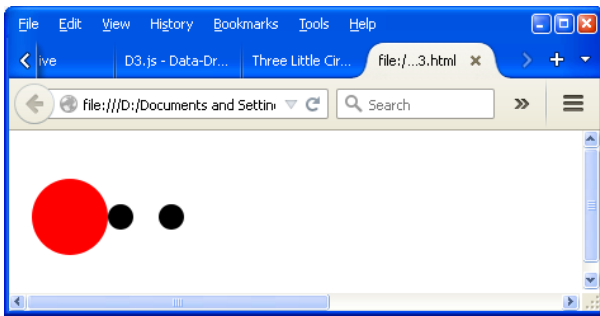 File Edit View History Bookmarks Tools Help
ive D3.js - Data-Dr... Three Little Cir... file:/...3.html
file:///D:/Documents and Settin Search